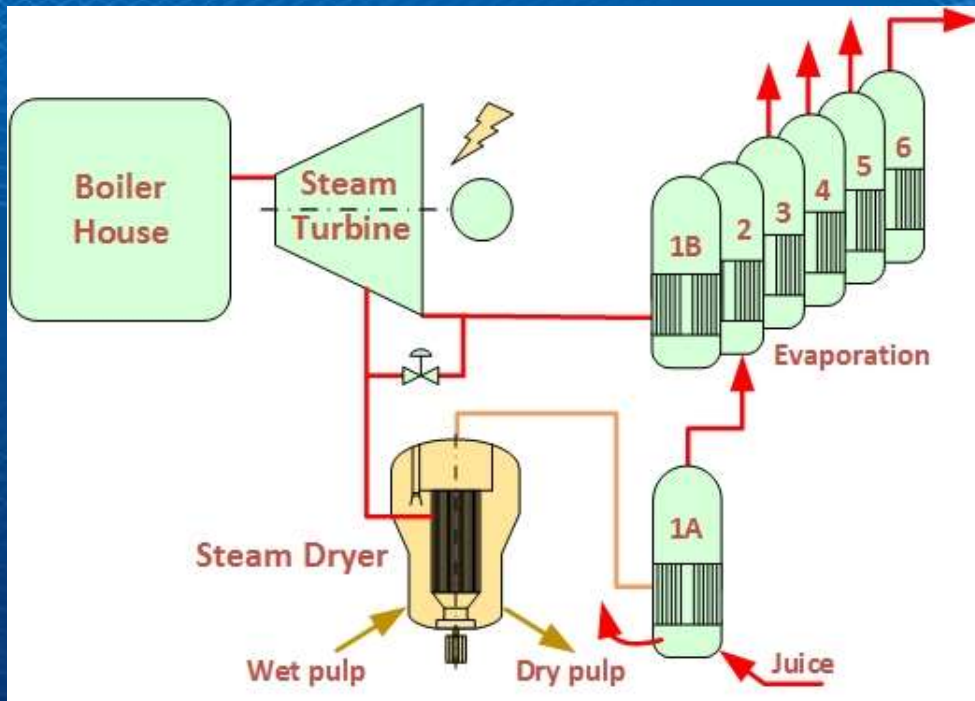 Boiler
House
Steam
Turbine
1B
2
3
4
5
6
Evaporation
1A
Steam Dryer
Wet pulp
Dry pulp
Juice